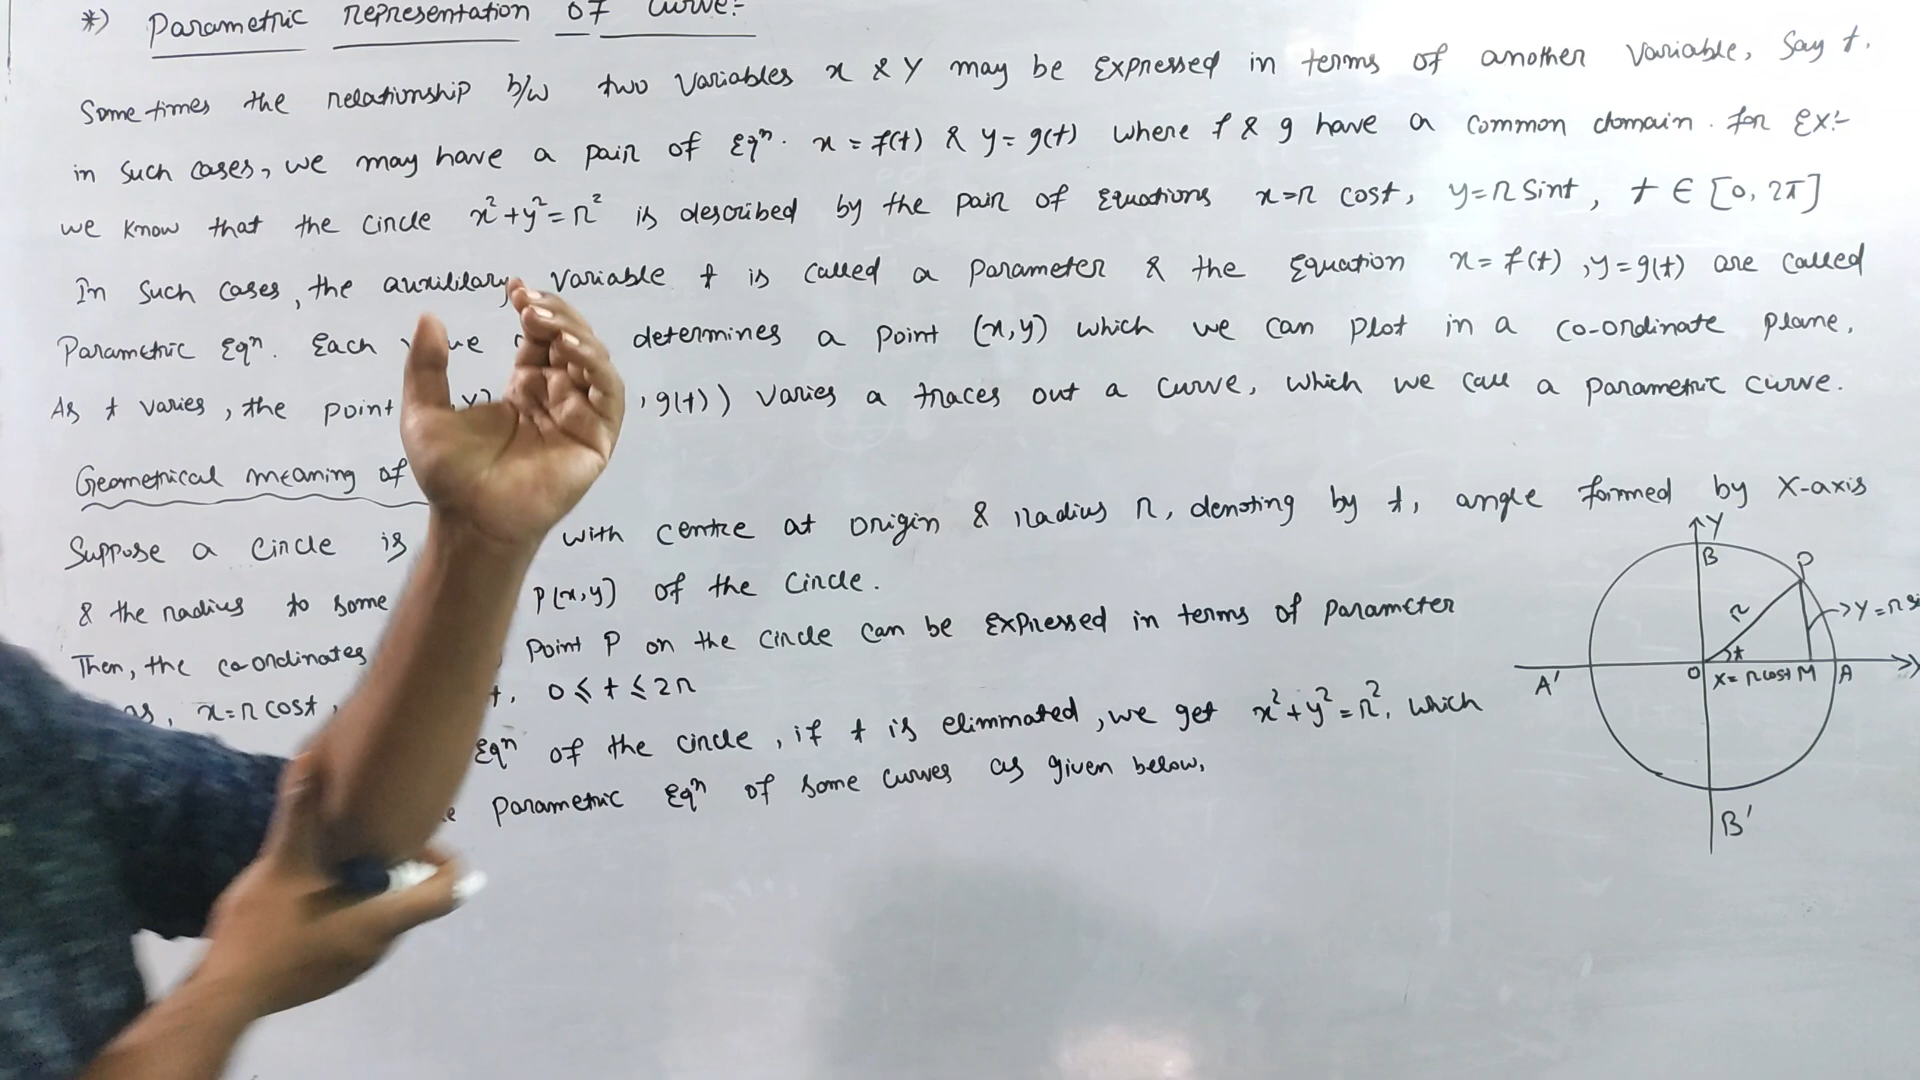 *) Parametric representation of curve:-
Sometimes the relationship b/w two variables x & y may be expressed in terms of another variable, say t.
in such cases, we may have a pair of Eqⁿ. x = f(t) & y = g(t) where f & g have a common domain. for Ex:-
we know that the circle x²+y²=r² is described by the pair of equations x=r cost, y=r sint, t ∈ [0, 2π]
In such cases, the auxililary variable t is called a parameter & the Equation x = f(t), y = g(t) are called
Parametric Eqⁿ. Each determines a point (x,y) which we can plot in a co-ordinate plane.
As t varies, the point , g(t)) varies a traces out a curve, which we call a parametric curve.
Geometrical meaning of
Suppose a circle is with centre at origin & radius r, denoting by t, angle formed by X-axis
& the radius to some P(x,y) of the circle.
Then, the co-ordinates point P on the circle can be expressed in terms of parameter
as, x=r cost, t, 0 ≤ t ≤ 2π
Eqⁿ of the circle, if t is elimmated, we get x²+y²=r², which
parametric Eqⁿ of some curves as given below,
Y
B
P
r
y = r si
t
O x = r cost M A
A'
B'